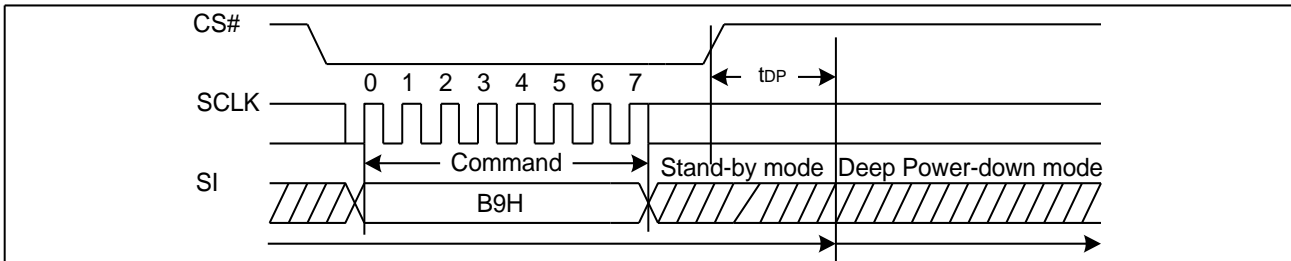 CS#
tDP
0 1 2 3 4 5 6 7
SCLK
Command
Stand-by mode Deep Power-down mode
SI
B9H